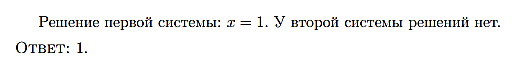 Решение первой системы: x = 1. У второй системы решений нет.
Ответ: 1.